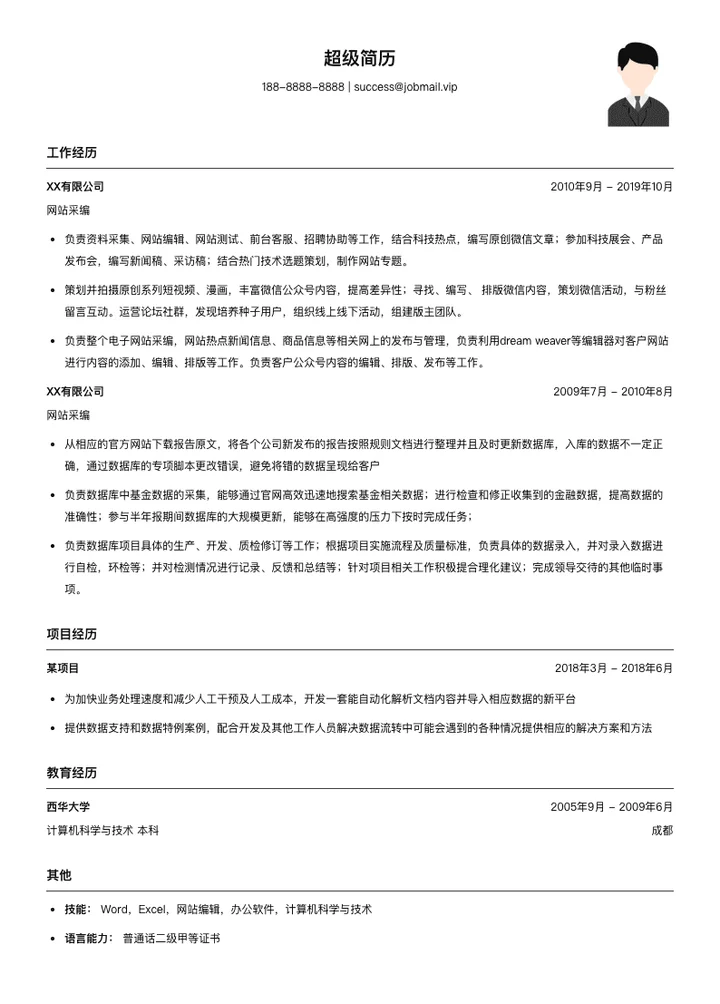 超级简历
188-8888-8888 | success@jobmail.vip
工作经历
XX有限公司 2010年9月 – 2019年10月
网站采编
• 负责资料采集、网站编辑、网站测试、前台客服、招聘协助等工作，结合科技热点，编写原创微信文章；参加科技展会、产品
发布会，编写新闻稿、采访稿；结合热门技术选题策划，制作网站专题。
• 策划并拍摄原创系列短视频、漫画，丰富微信公众号内容，提高差异性；寻找、编写、 排版微信内容，策划微信活动，与粉丝
留言互动。运营论坛社群，发现培养种子用户，组织线上线下活动，组建版主团队。
• 负责整个电子网站采编，网站热点新闻信息、商品信息等相关网上的发布与管理，负责利用dream weaver等编辑器对客户网站
进行内容的添加、编辑、排版等工作。负责客户公众号内容的编辑、排版、发布等工作。
XX有限公司 2009年7月 – 2010年8月
网站采编
• 从相应的官方网站下载报告原文，将各个公司新发布的报告按照规则文档进行整理并且及时更新数据库，入库的数据不一定正
确，通过数据库的专项脚本更改错误，避免将错的数据呈现给客户
• 负责数据库中基金数据的采集，能够通过官网高效迅速地搜索基金相关数据；进行检查和修正收集到的金融数据，提高数据的
准确性；参与半年报期间数据库的大规模更新，能够在高强度的压力下按时完成任务；
• 负责数据库项目具体的生产、开发、质检修订等工作；根据项目实施流程及质量标准，负责具体的数据录入，并对录入数据进
行自检，环检等；并对检测情况进行记录、反馈和总结等；针对项目相关工作积极提合理化建议；完成领导交待的其他临时事
项。
项目经历
某项目 2018年3月 – 2018年6月
• 为加快业务处理速度和减少人工干预及人工成本，开发一套能自动化解析文档内容并导入相应数据的新平台
• 提供数据支持和数据特例案例，配合开发及其他工作人员解决数据流转中可能会遇到的各种情况提供相应的解决方案和方法
教育经历
西华大学 2005年9月 – 2009年6月
计算机科学与技术 本科 成都
其他
• 技能： Word，Excel，网站编辑，办公软件，计算机科学与技术
• 语言能力： 普通话二级甲等证书